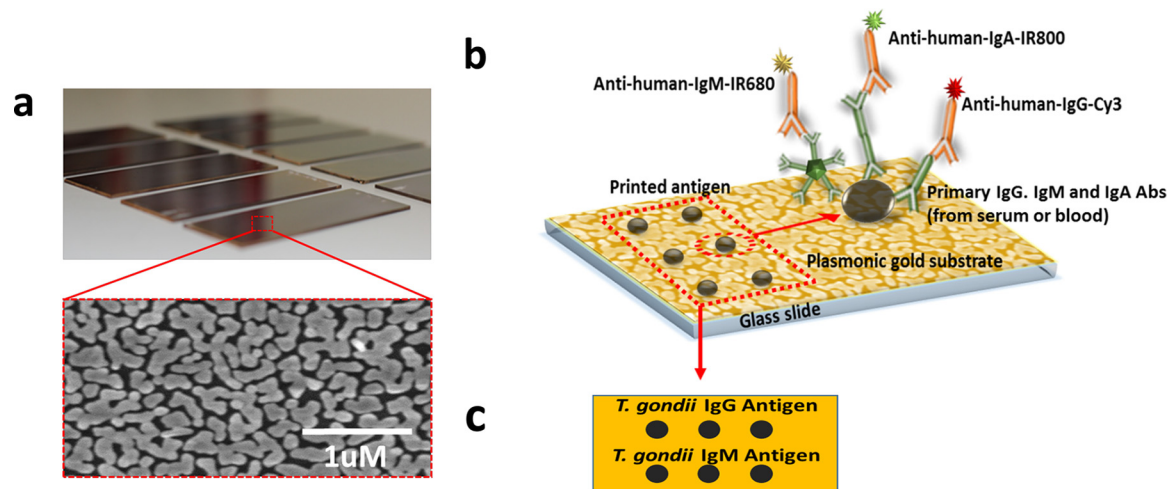 a
1uM
b
Anti-human-IgA-IR800
Anti-human-IgM-IR680
Anti-human-IgG-Cy3
Printed antigen
Primary IgG. IgM and IgA Abs
(from serum or blood)
Plasmonic gold substrate
Glass slide
c
T. gondii IgG Antigen
T. gondii IgM Antigen